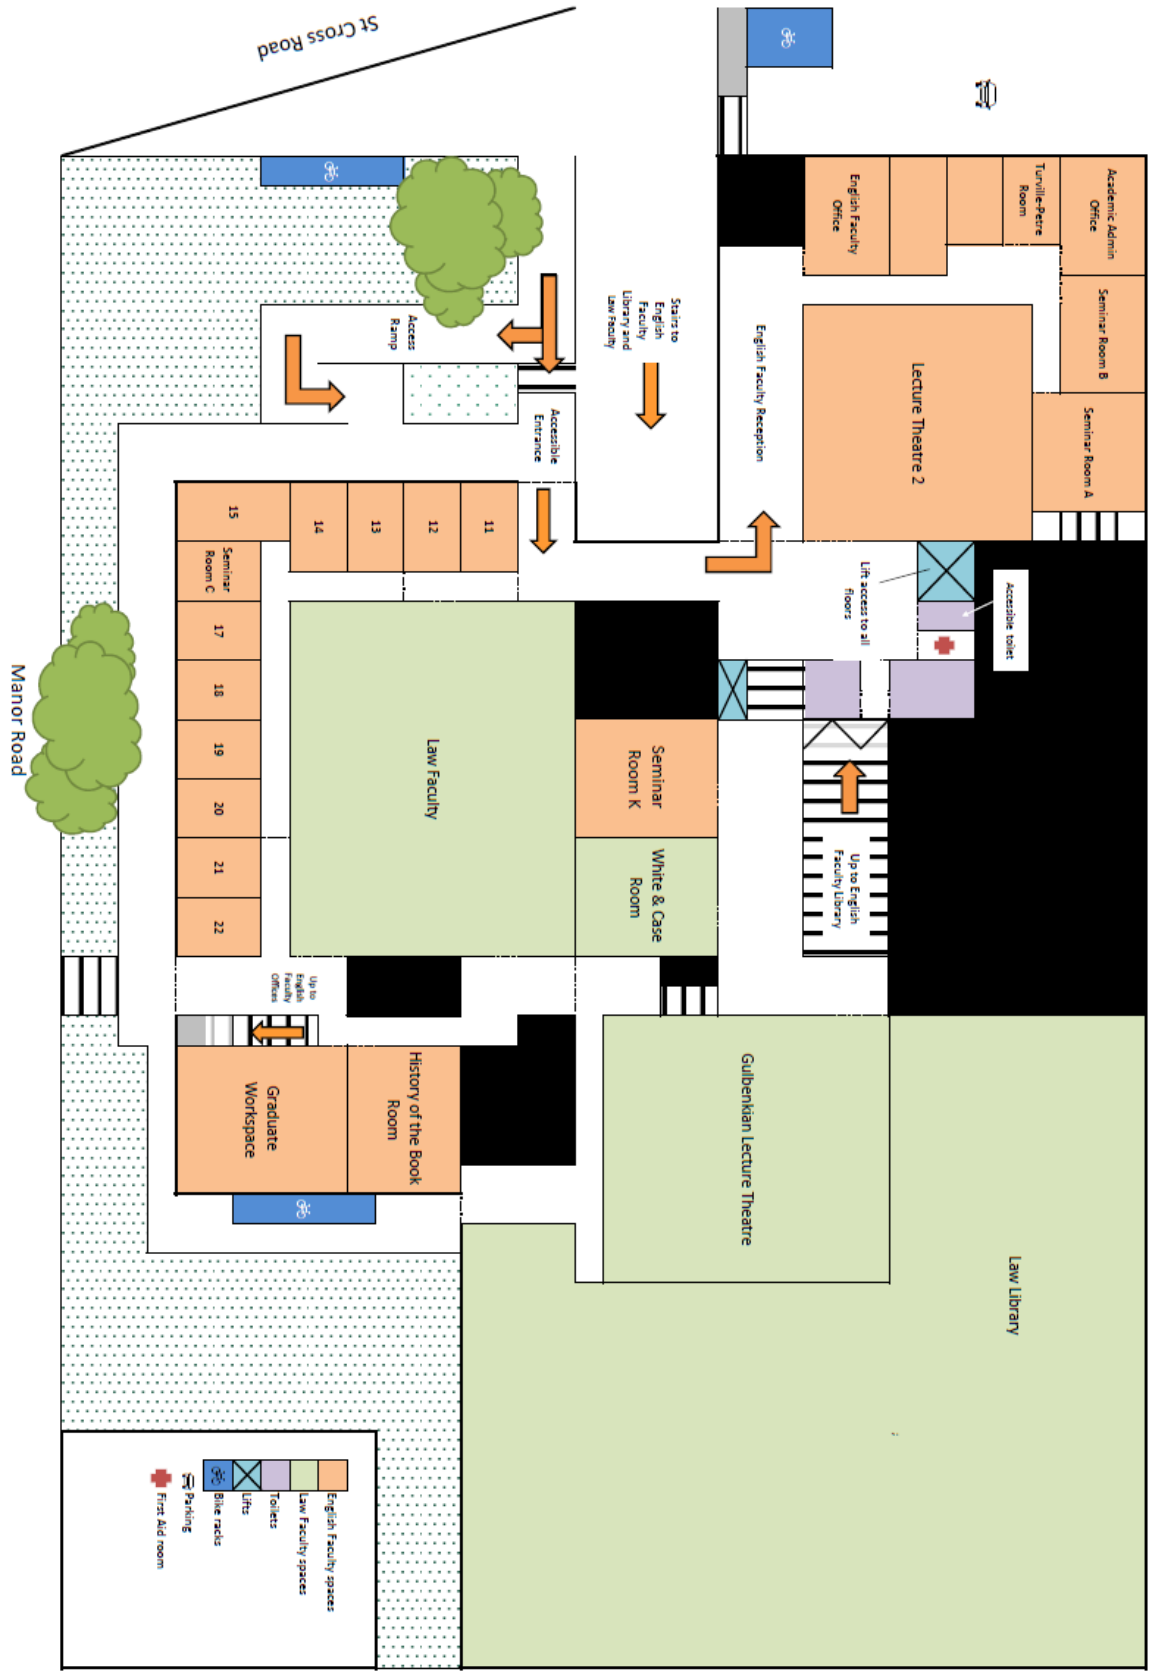 St Cross Road
Academic Admin
Office
Turville-Petre
Room
English Faculty
Office
Seminar Room B
Seminar Room A
Lecture Theatre 2
English Faculty Reception
Stairs to
English
Faculty
Library and
Law Faculty
Access
Ramp
Accessible
Entrance
Accessible toilet
Lift access to all
floors
11
12
13
14
15
Seminar
Room C
17
18
19
20
21
22
Law Faculty
Seminar
Room K
White & Case
Room
Up to English
Faculty Library
Up to
English
Faculty
Offices
Graduate
Workspace
History of the Book
Room
Gulbenkian Lecture Theatre
Law Library
Manor Road
English Faculty spaces
Law Faculty spaces
Toilets
Lifts
Bike racks
Parking
First Aid room